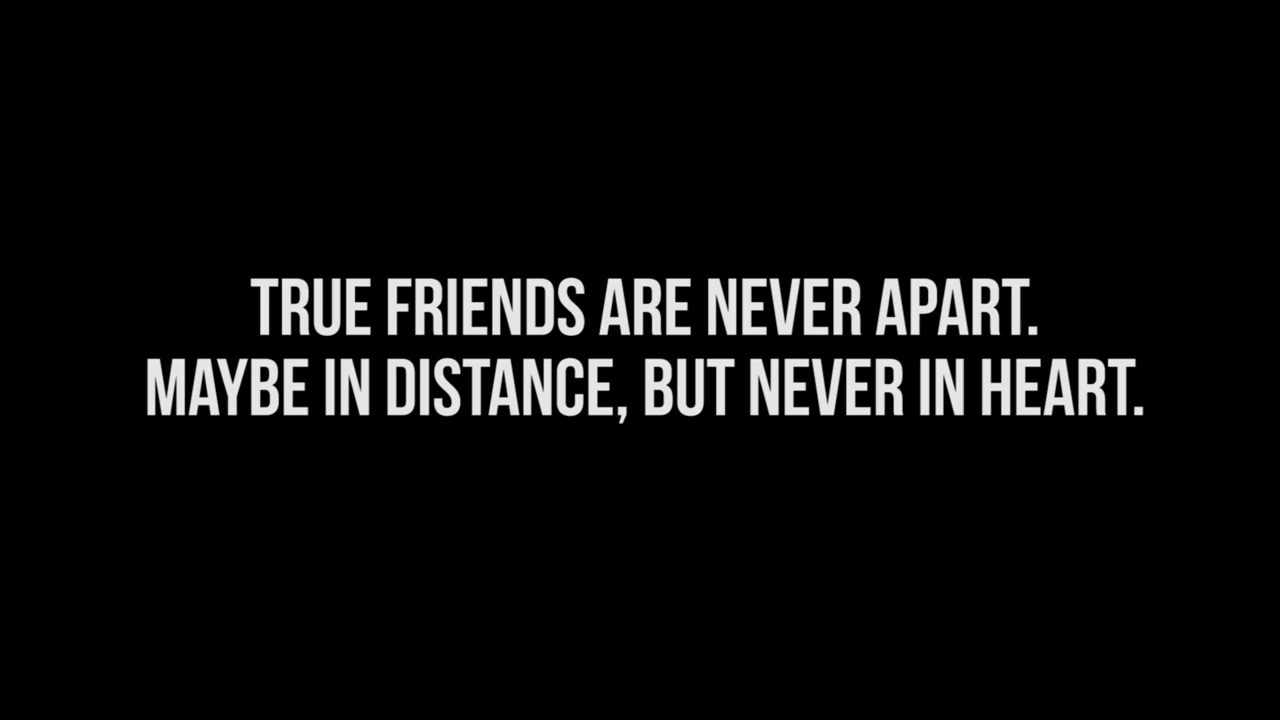 TRUE FRIENDS ARE NEVER APART.
MAYBE IN DISTANCE, BUT NEVER IN HEART.